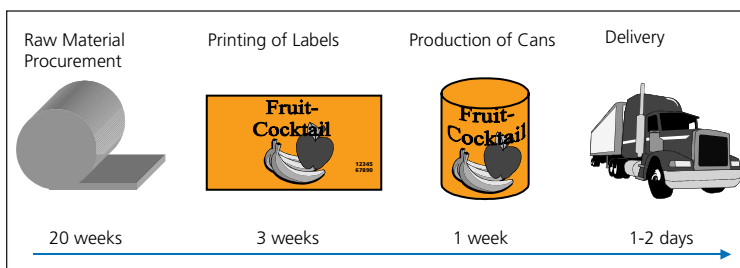 Raw Material
Procurement
Printing of Labels
Production of Cans
Delivery
Fruit-
Cocktail
12345
67890
Fruit-
Cocktail
20 weeks
3 weeks
1 week
1-2 days